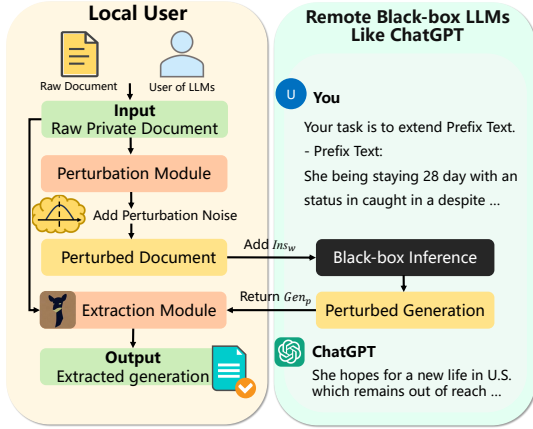 Local User
Raw Document
User of LLMs
Input
Raw Private Document
Perturbation Module
Add Perturbation Noise
Perturbed Document
Extraction Module
Output
Extracted generation
Add Ins_w
Return Gen_p
Remote Black-box LLMs
Like ChatGPT
U
You
Your task is to extend Prefix Text.
- Prefix Text:
She being staying 28 day with an
status in caught in a despite ...
Black-box Inference
Perturbed Generation
ChatGPT
She hopes for a new life in U.S.
which remains out of reach ...